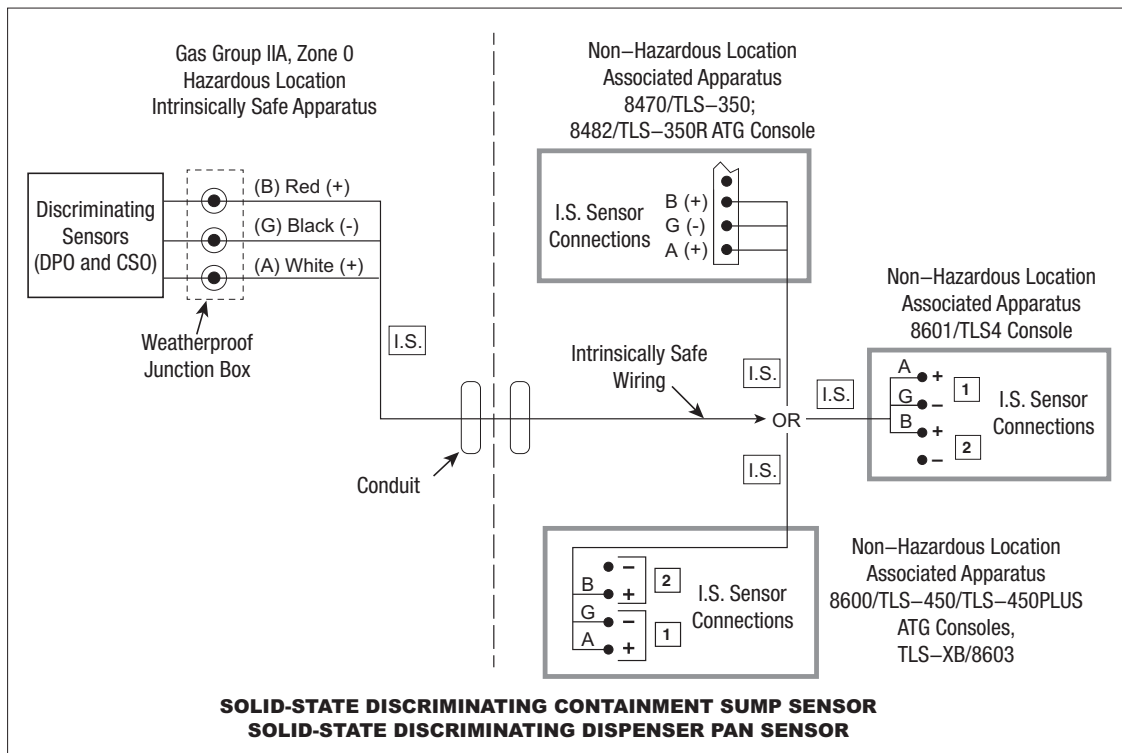 Gas Group IIA, Zone 0
Hazardous Location
Intrinsically Safe Apparatus
Non–Hazardous Location
Associated Apparatus
8470/TLS–350;
8482/TLS–350R ATG Console
Discriminating
Sensors
(DPO and CSO)
(B) Red (+)
(G) Black (-)
(A) White (+)
Weatherproof
Junction Box
I.S.
Conduit
Intrinsically Safe
Wiring
I.S. Sensor
Connections
B (+)
G (-)
A (+)
I.S.
OR
I.S.
I.S.
Non–Hazardous Location
Associated Apparatus
8601/TLS4 Console
A +
G –
B +
–
1
2
I.S. Sensor
Connections
–
B +
G –
A +
2
1
I.S. Sensor
Connections
Non–Hazardous Location
Associated Apparatus
8600/TLS–450/TLS–450PLUS
ATG Consoles,
TLS–XB/8603
SOLID-STATE DISCRIMINATING CONTAINMENT SUMP SENSOR
SOLID-STATE DISCRIMINATING DISPENSER PAN SENSOR